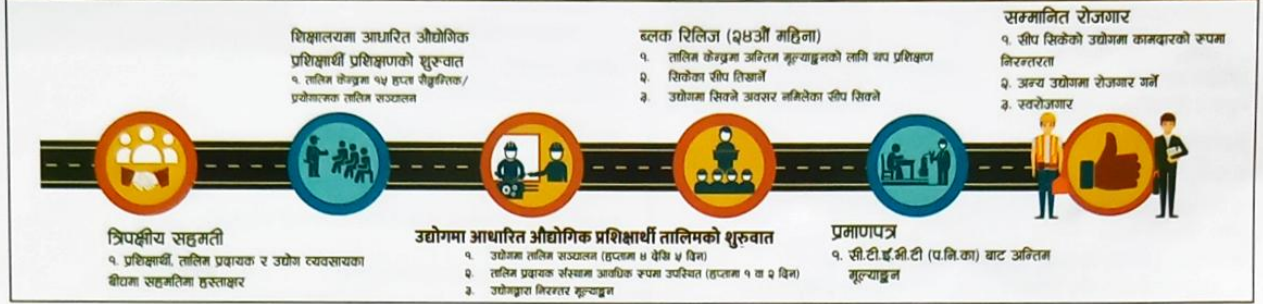 त्रिपक्षीय सहमती
१. प्रशिक्षार्थी, तालिम प्रदायक र उद्योग व्यवसायका
बीचमा सहमतिमा हस्ताक्षर
शिक्षालयमा आधारित औद्योगिक
प्रशिक्षार्थी प्रशिक्षणको शुरुवात
१. तालिम केन्द्रमा १५ हप्ता सैद्धान्तिक/
प्रयोगात्मक तालिम सञ्चालन
उद्योगमा आधारित औद्योगिक प्रशिक्षार्थी तालिमको शुरुवात
१. उद्योगमा तालिम सञ्चालन (हप्तामा ४ देखि ५ दिन)
२. तालिम प्रदायक संस्थामा आवधिक रुपमा उपस्थित (हप्तामा १ वा २ दिन)
३. उद्योगद्वारा निरन्तर मूल्याङ्कन
ब्लक रिलिज (२४औं महिना)
१. तालिम केन्द्रमा अन्तिम मूल्याङ्कनको लागि थप प्रशिक्षण
२. सिकेका सीप तिखार्ने
३. उद्योगमा सिक्ने अवसर नमिलेका सीप सिक्ने
प्रमाणपत्र
१. सी.टी.ई.भी.टी (प.नि.का) बाट अन्तिम
मूल्याङ्कन
सम्मानित रोजगार
१. सीप सिकेको उद्योगमा कामदारको रुपमा
निरन्तरता
२. अन्य उद्योगमा रोजगार गर्ने
३. स्वरोजगार